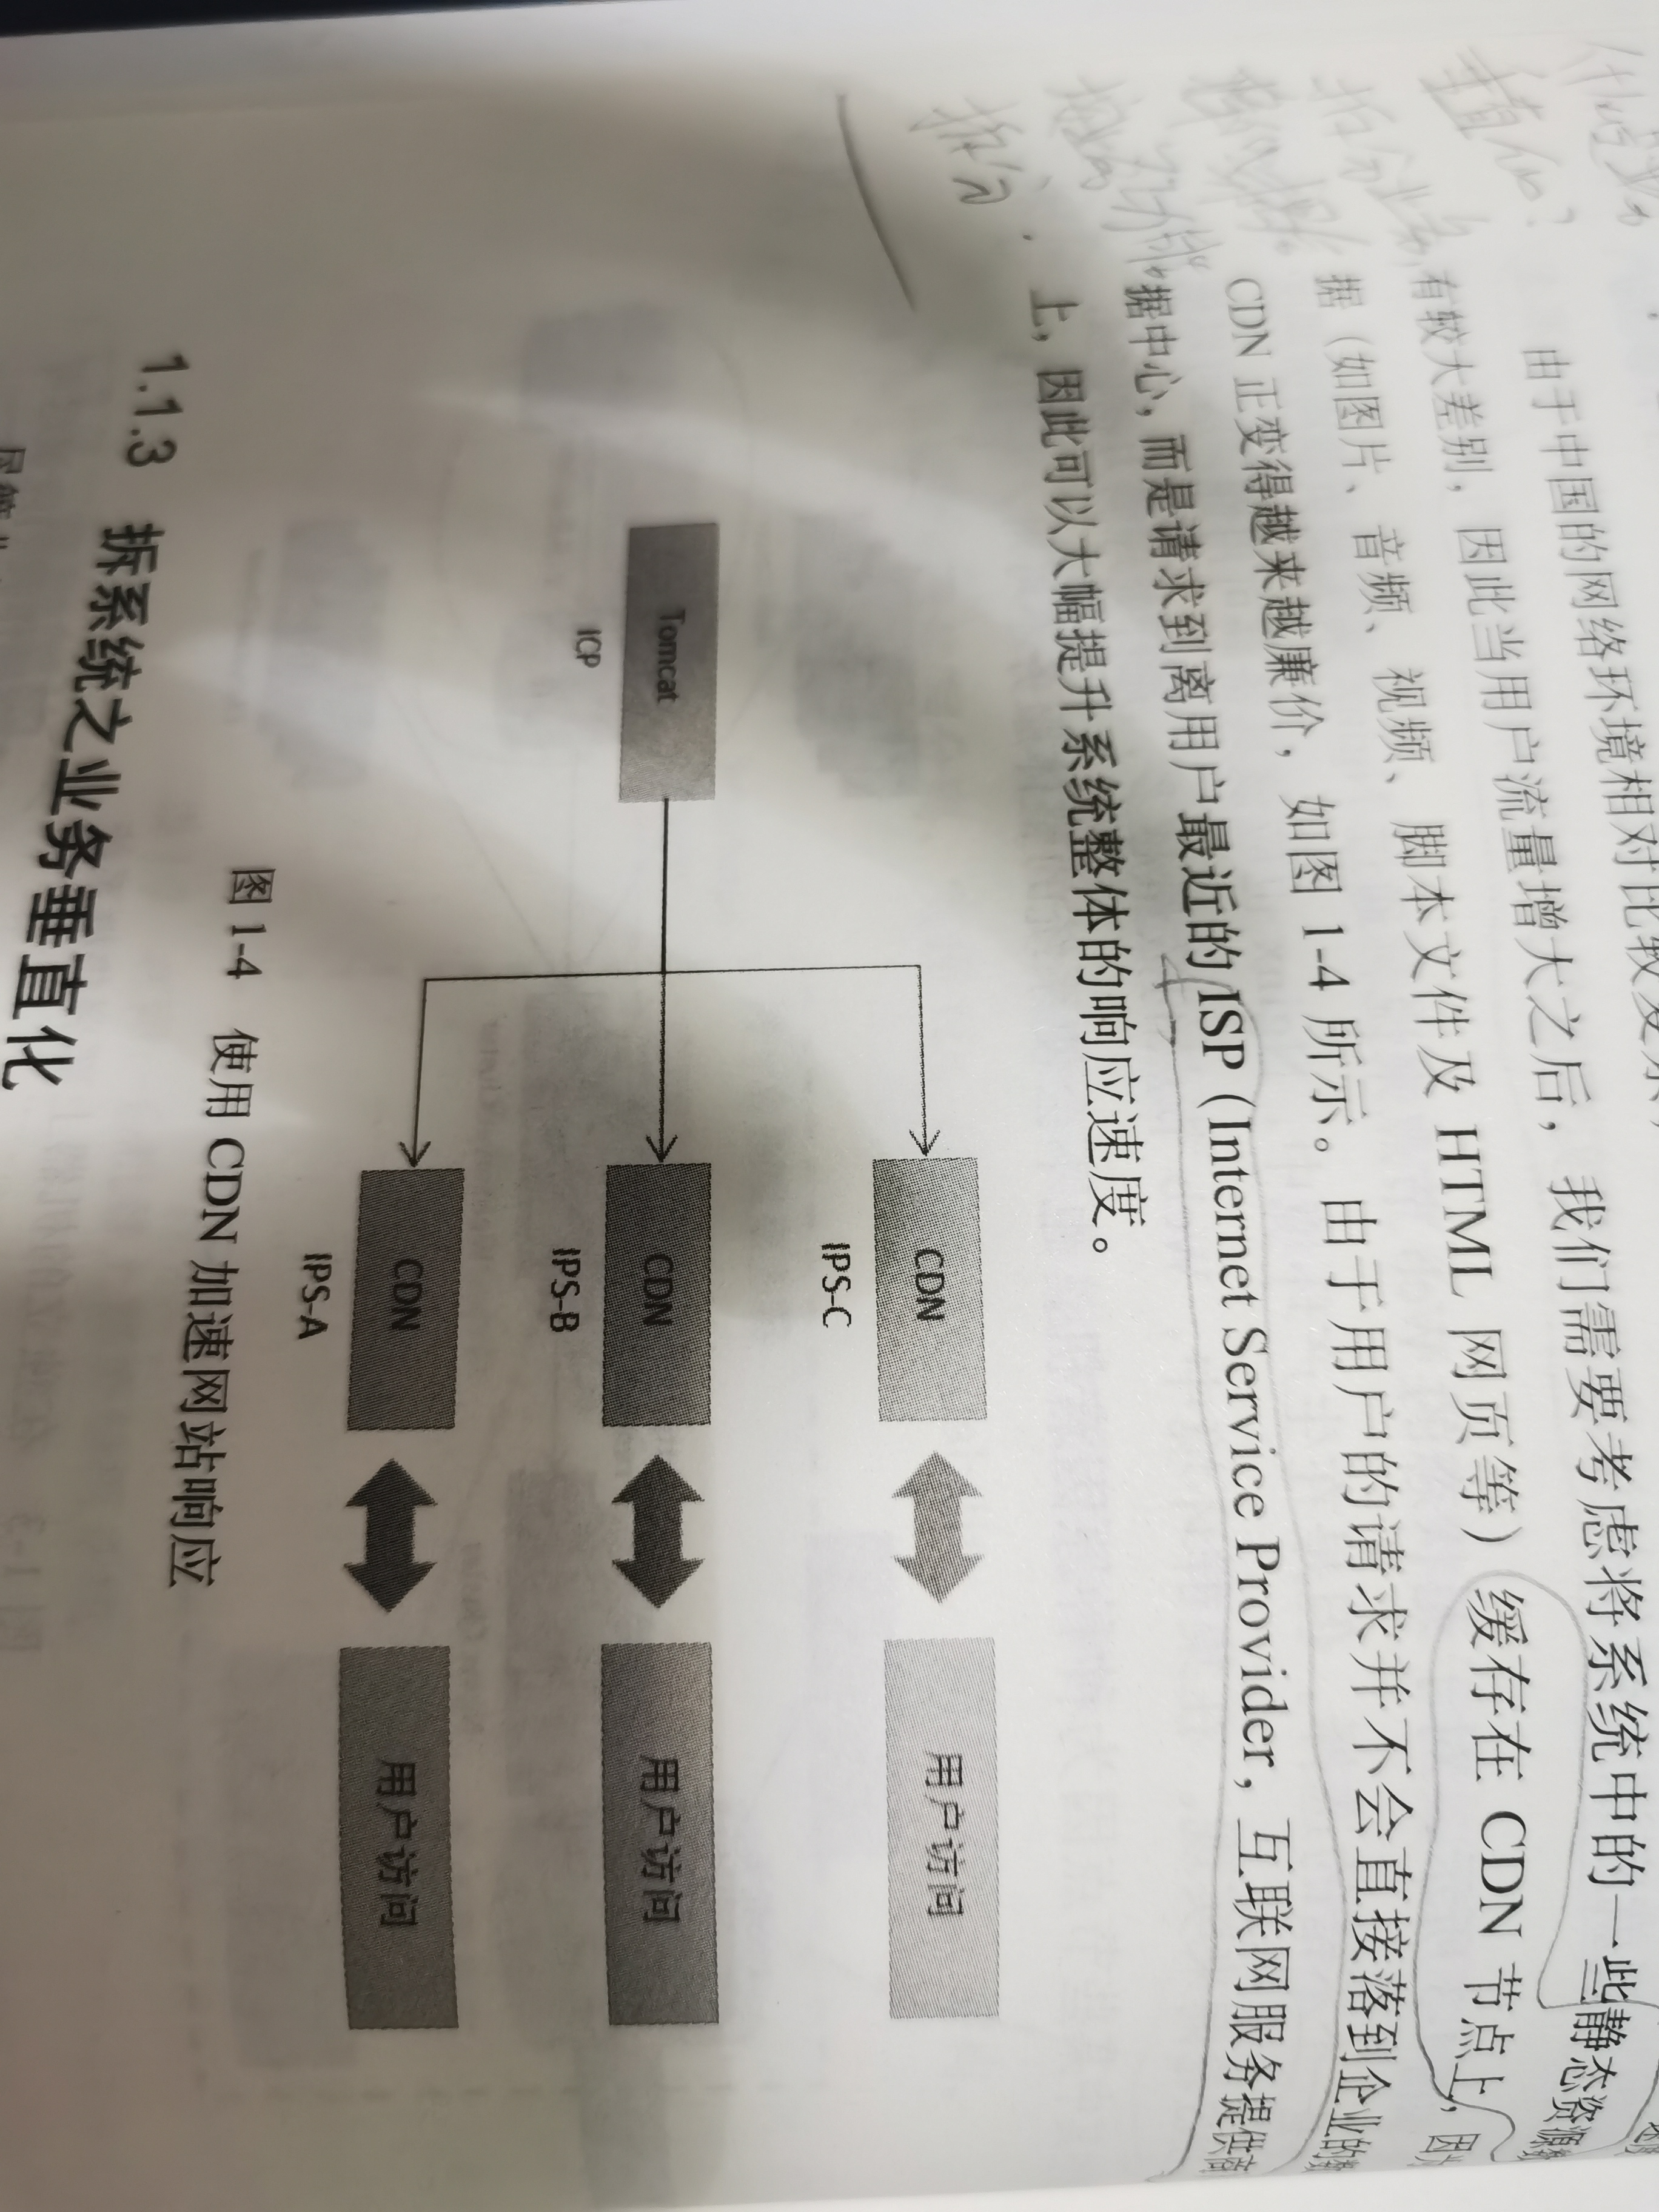 什么是业务
垂直化?
拆分业务,
按业务功能
拆分.
由于中国的网络环境相对比较复杂,
有较大差别,因此当用户流量增大之后,我们需要考虑将系统中的一些静态资源数
据(如图片、音频、视频、脚本文件及 HTML 网页等)缓存在 CDN 节点上,因为
CDN 正变得越来越廉价,如图 1-4 所示。由于用户的请求并不会直接落到企业的数
据中心,而是请求到离用户最近的 ISP(Internet Service Provider,互联网服务提供商
上,因此可以大幅提升系统整体的响应速度。
CDN
用户访问
IPS-C
Tomcat
CDN
用户访问
ICP
IPS-B
CDN
用户访问
IPS-A
图 1-4 使用 CDN 加速网站响应
1.1.3 拆系统之业务垂直化
尽管